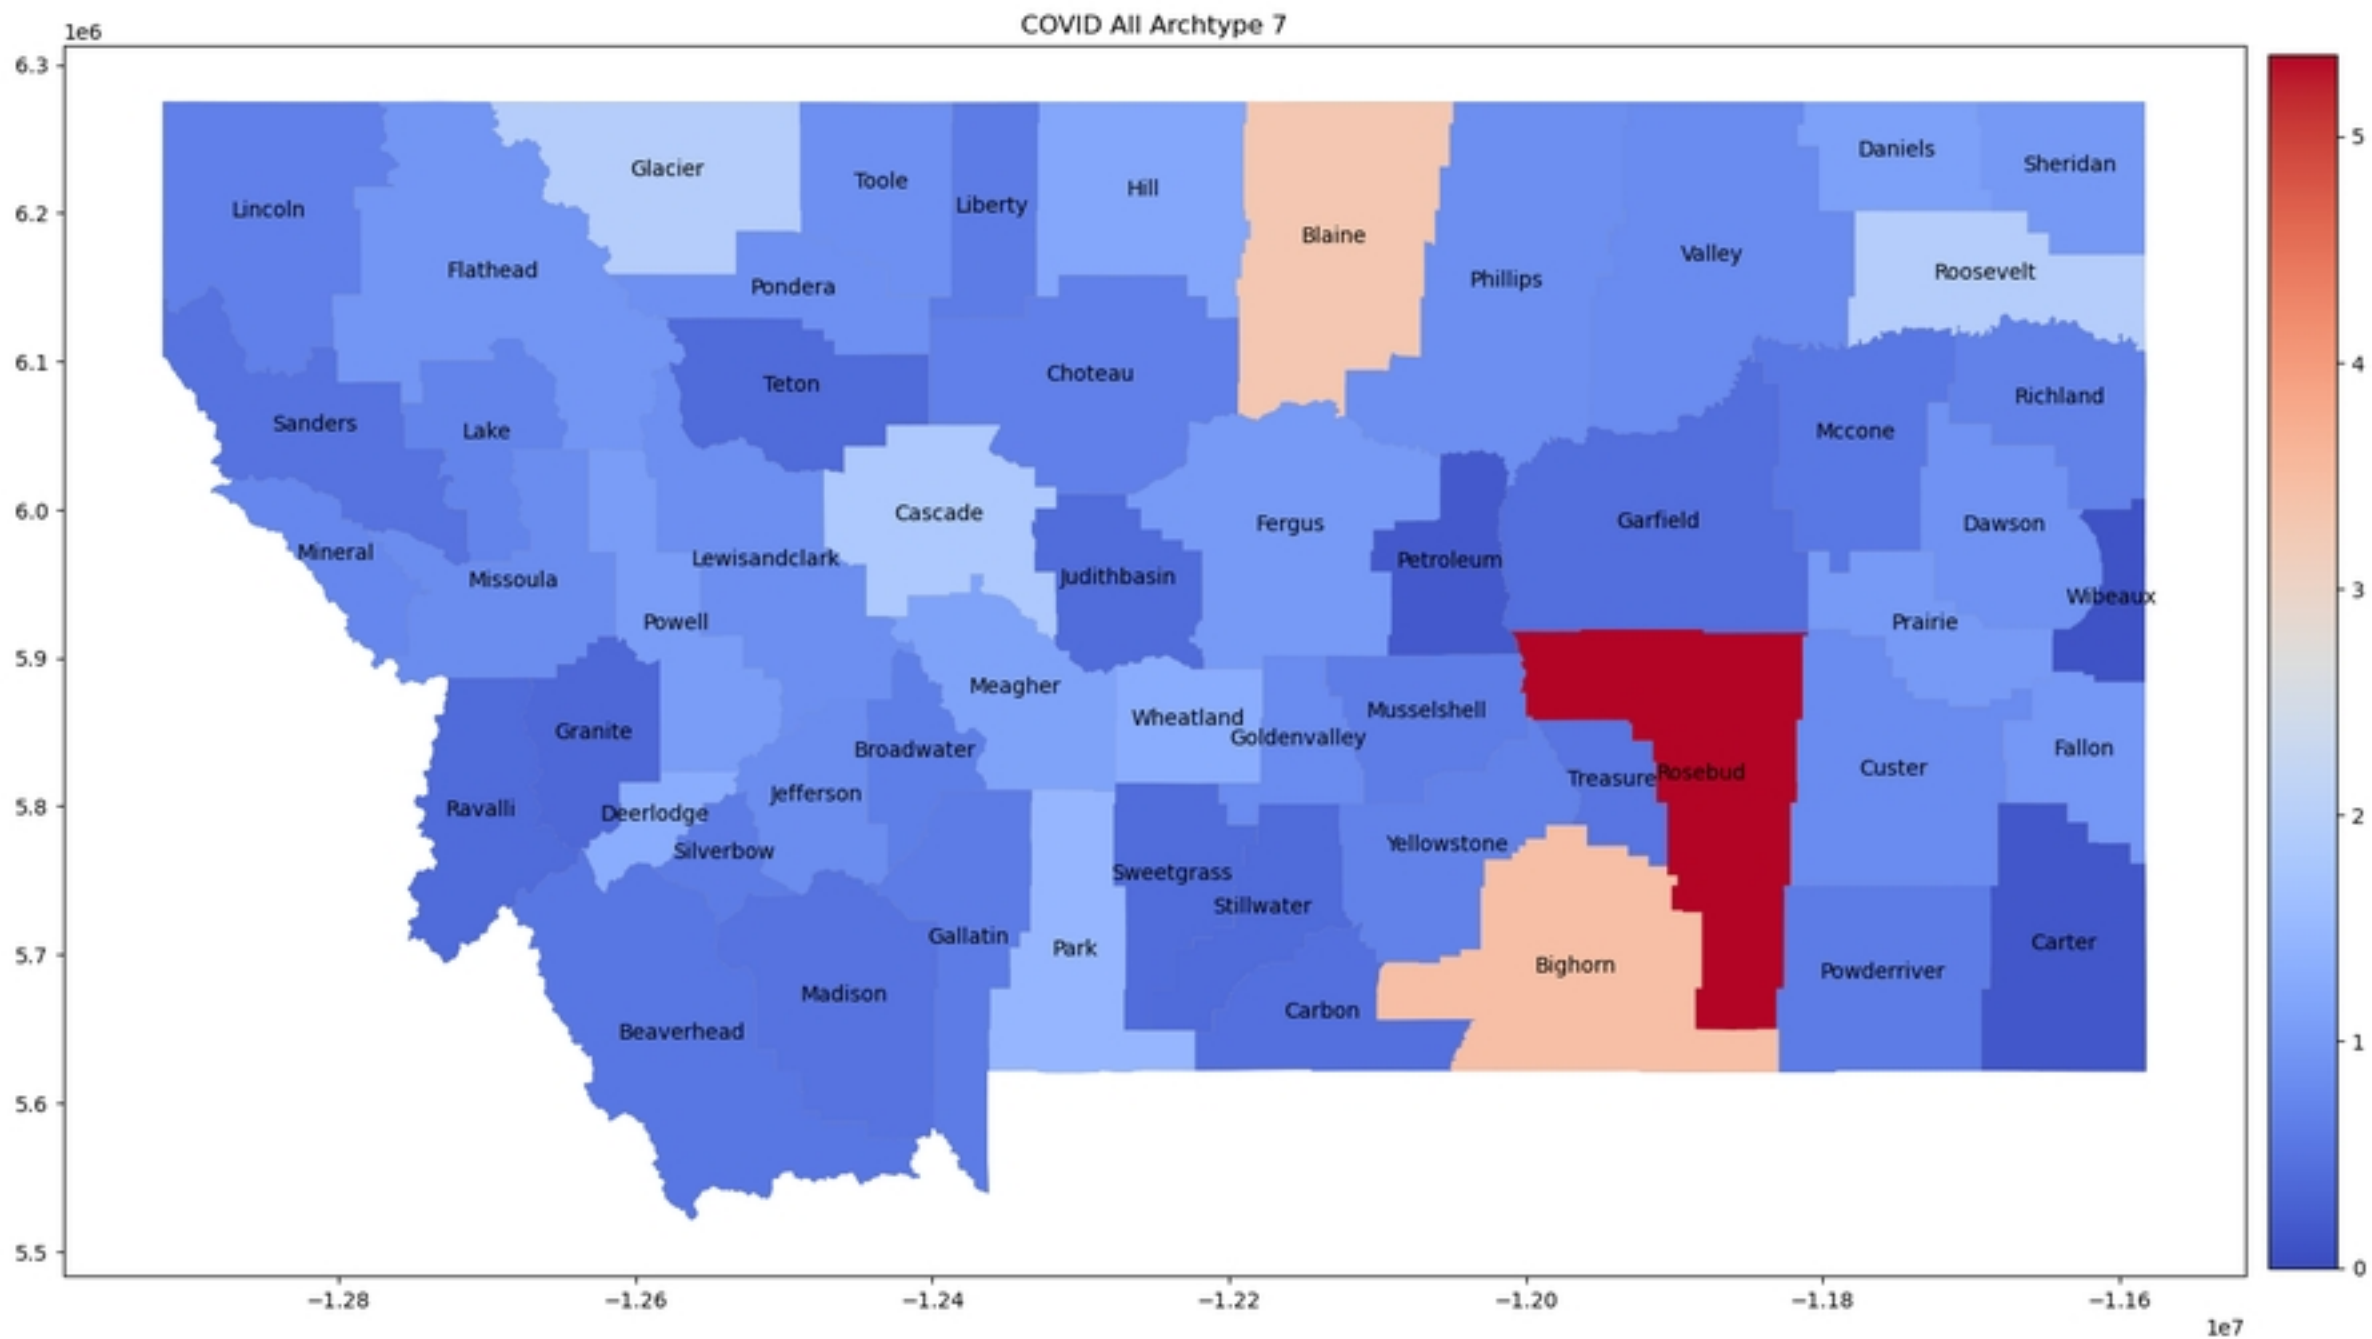 COVID All Archtype 7
1e6
6.3
6.2
6.1
6.0
5.9
5.8
5.7
5.6
5.5
Lincoln
Flathead
Glacier
Toole
Liberty
Hill
Blaine
Phillips
Valley
Daniels
Sheridan
Roosevelt
Pondera
Teton
Choteau
Sanders
Lake
Richland
Mccone
Cascade
Fergus
Garfield
Dawson
Mineral
Missoula
Lewisandclark
Judithbasin
Petroleum
Wibeaux
Powell
Prairie
Meagher
Granite
Wheatland
Musselshell
Goldenvalley
Broadwater
Fallon
Custer
Treasure
Rosebud
Ravalli
Deerlodge
Jefferson
Silverbow
Yellowstone
Sweetgrass
Stillwater
Gallatin
Park
Bighorn
Carter
Powderriver
Madison
Carbon
Beaverhead
−1.28 −1.26 −1.24 −1.22 −1.20 −1.18 −1.16
1e7
5
4
3
2
1
0